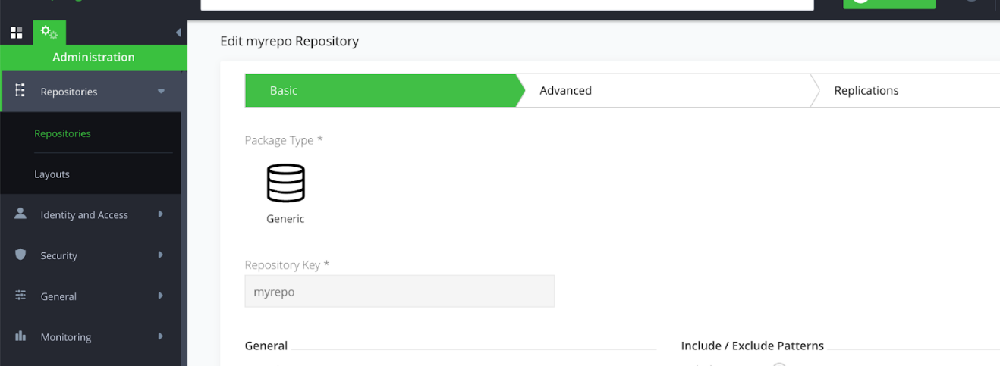 Edit myrepo Repository
Administration
Repositories
Repositories
Layouts
Identity and Access
Security
General
Monitoring
Basic
Advanced
Replications
Package Type *
Generic
Repository Key *
myrepo
General
Include / Exclude Patterns